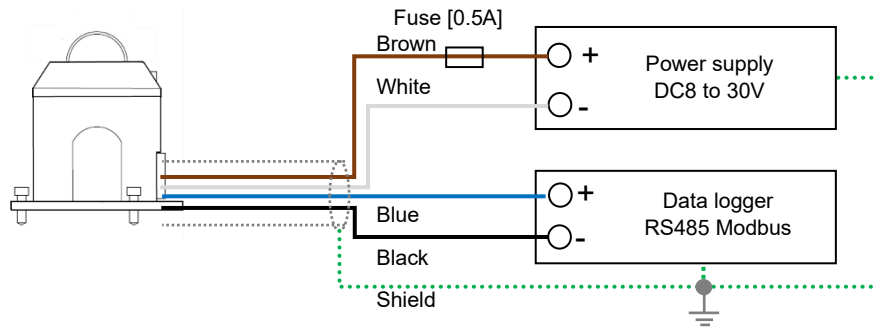 Fuse [0.5A]
Brown
+
Power supply
DC8 to 30V
White
-
+
Data logger
RS485 Modbus
Blue
-
Black
Shield